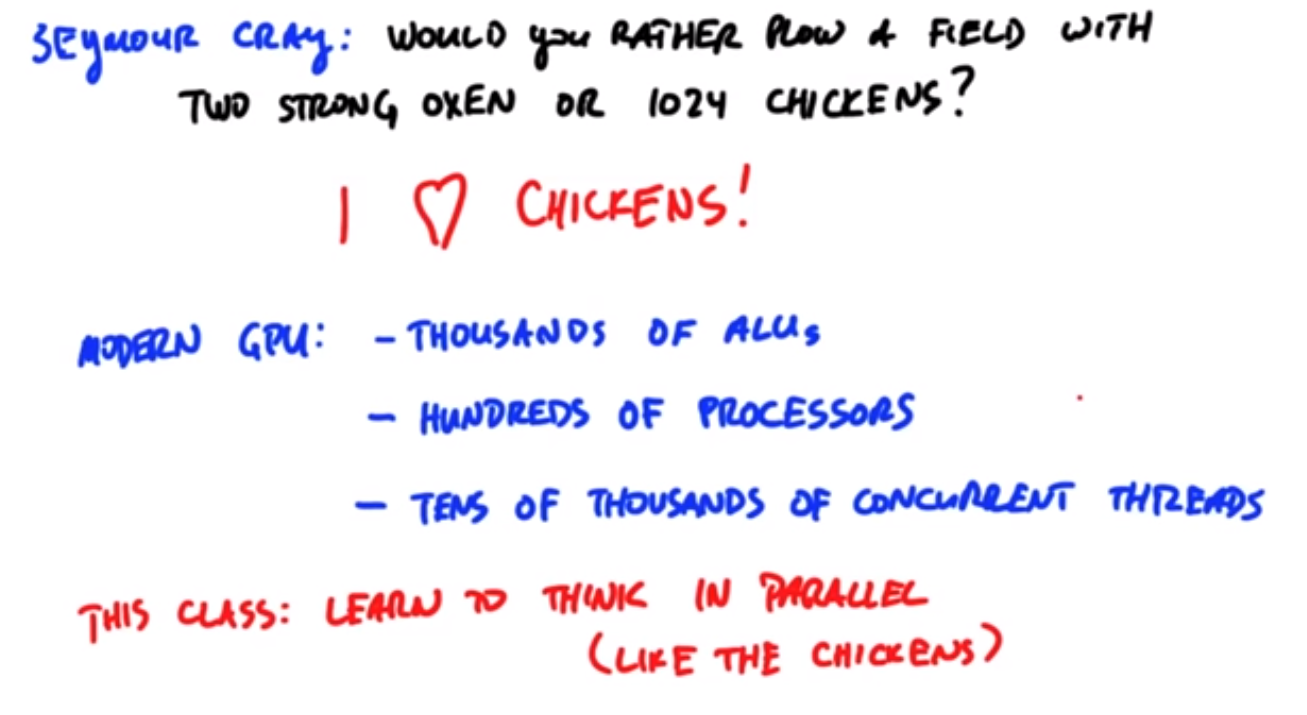 SEYMOUR CRAY: WOULD you RATHER PLOW A FIELD WITH
TWO STRONG OXEN OR 1024 CHICKENS?
I ♡ CHICKENS!
MODERN GPU: - THOUSANDS OF ALUs
- HUNDREDS OF PROCESSORS
- TENS OF THOUSANDS OF CONCURRENT THREADS
THIS CLASS: LEARN TO THINK IN PARALLEL
(LIKE THE CHICKENS)